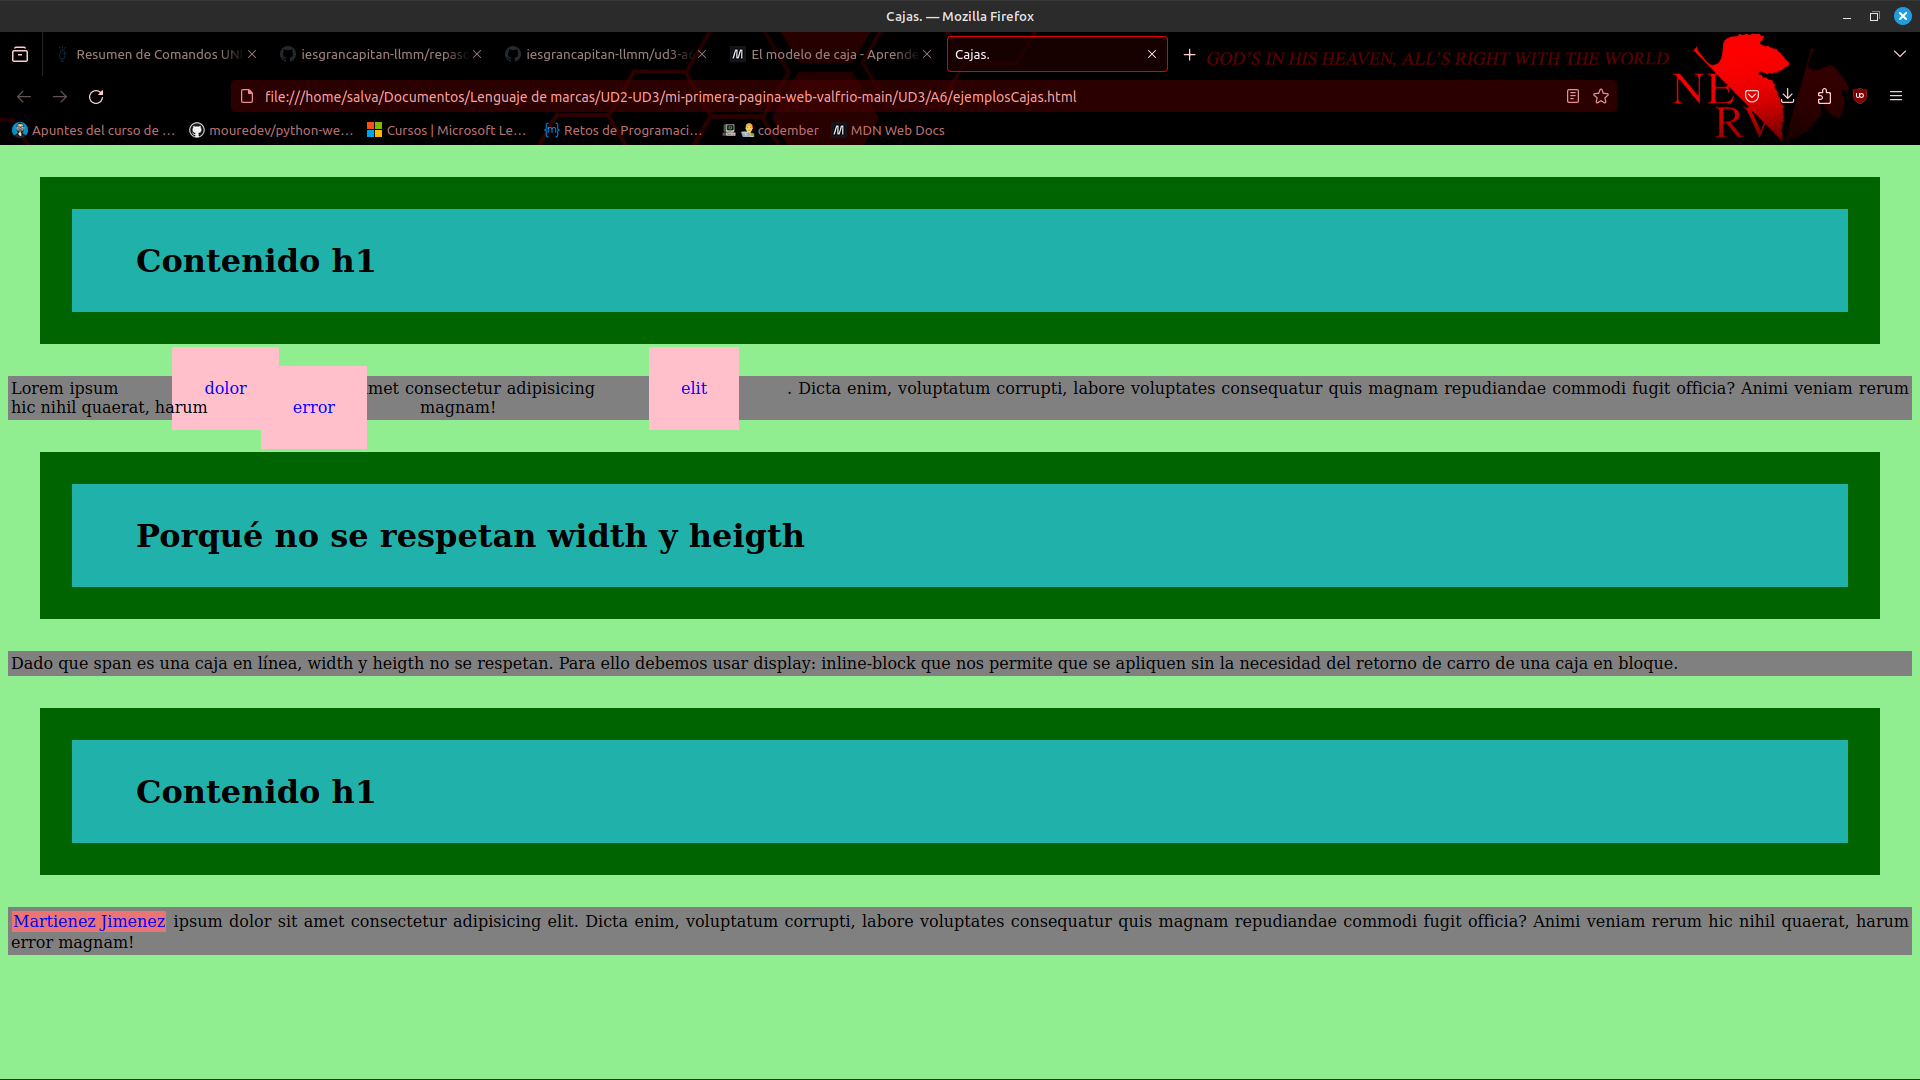 Cajas. — Mozilla Firefox
Resumen de Comandos UNI
iesgrancapitan-llmm/repaso
iesgrancapitan-llmm/ud3-a
El modelo de caja - Aprende
Cajas.
GOD'S IN HIS HEAVEN, ALL'S RIGHT WITH THE WORLD
NERV
file:///home/salva/Documentos/Lenguaje de marcas/UD2-UD3/mi-primera-pagina-web-valfrio-main/UD3/A6/ejemplosCajas.html
Apuntes del curso de …
mouredev/python-we…
Cursos | Microsoft Le…
Retos de Programaci…
codember
MDN Web Docs
Contenido h1
Lorem ipsum dolor met consectetur adipisicing elit . Dicta enim, voluptatum corrupti, labore voluptates consequatur quis magnam repudiandae commodi fugit officia? Animi veniam rerum
hic nihil quaerat, harum error magnam!
Porqué no se respetan width y heigth
Dado que span es una caja en línea, width y heigth no se respetan. Para ello debemos usar display: inline-block que nos permite que se apliquen sin la necesidad del retorno de carro de una caja en bloque.
Contenido h1
Martienez Jimenez ipsum dolor sit amet consectetur adipisicing elit. Dicta enim, voluptatum corrupti, labore voluptates consequatur quis magnam repudiandae commodi fugit officia? Animi veniam rerum hic nihil quaerat, harum
error magnam!